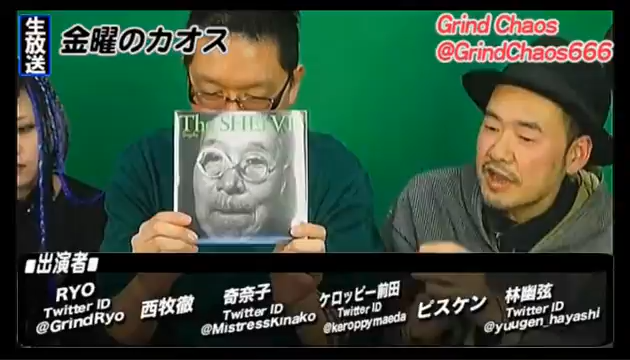 生放送
金曜のカオス
Grind Chaos
@GrindChaos666
The SHELVIS
■出演者■
RYO
Twitter ID
@GrindRyo
西牧徹
奇奈子
Twitter ID
@MistressKinako
ケロッピー前田
Twitter ID
@keroppymaeda
ピスケン
林幽弦
Twitter ID
@yuugen_hayashi